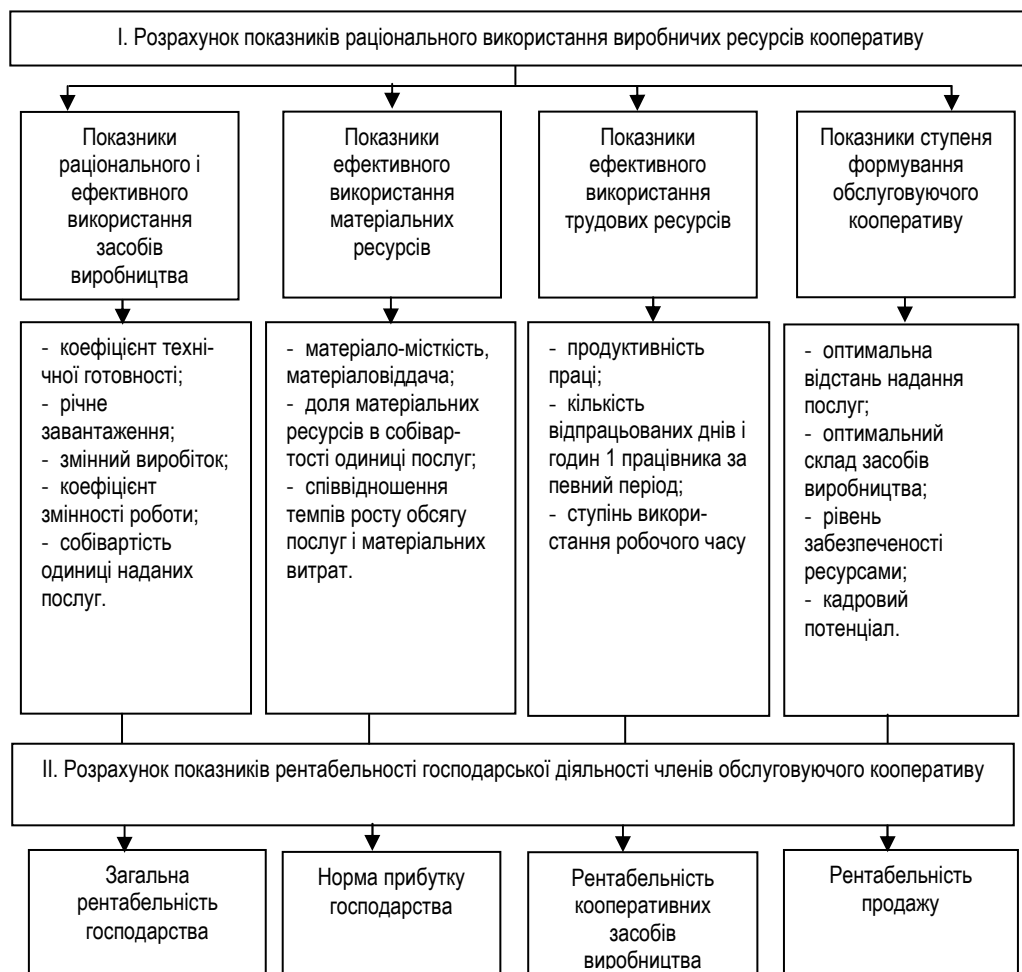 I. Розрахунок показників раціонального використання виробничих ресурсів кооперативу
Показники
раціонального і
ефективного
використання
засобів
виробництва
Показники
ефективного
використання
матеріальних
ресурсів
Показники
ефективного
використання
трудових ресурсів
Показники ступеня
формування
обслуговуючого
кооперативу
- коефіцієнт техні-
чної готовності;
- річне
завантаження;
- змінний виробіток;
- коефіцієнт
змінності роботи;
- собівартість
одиниці наданих
послуг.
- матеріало-місткість,
матеріаловіддача;
- доля матеріальних
ресурсів в собівар-
тості одиниці послуг;
- співвідношення
темпів росту обсягу
послуг і матеріальних
витрат.
- продуктивність
праці;
- кількість
відпрацьованих днів і
годин 1 працівника за
певний період;
- ступінь викори-
стання робочого часу
- оптимальна
відстань надання
послуг;
- оптимальний
склад засобів
виробництва;
- рівень
забезпеченості
ресурсами;
- кадровий
потенціал.
II. Розрахунок показників рентабельності господарської діяльності членів обслуговуючого кооперативу
Загальна
рентабельність
господарства
Норма прибутку
господарства
Рентабельність
кооперативних
засобів
виробництва
Рентабельність
продажу